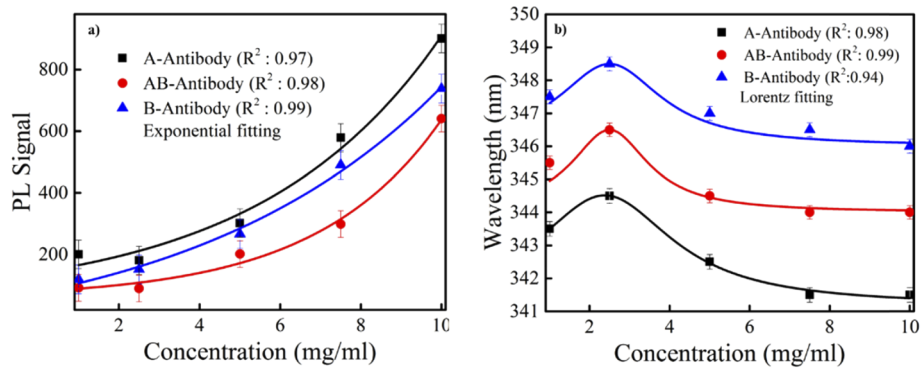 a)
A-Antibody (R² : 0.97)
AB-Antibody (R² : 0.98)
B-Antibody (R² : 0.99)
Exponential fitting
PL Signal
800
600
400
200
2 4 6 8 10
Concentration (mg/ml)
b)
A-Antibody (R²: 0.98)
AB-Antibody (R²: 0.99)
B-Antibody (R²:0.94)
Lorentz fitting
Wavelength (nm)
350
349
348
346
345
344
342
341
0 2 4 6 8 10
Concentration (mg/ml)